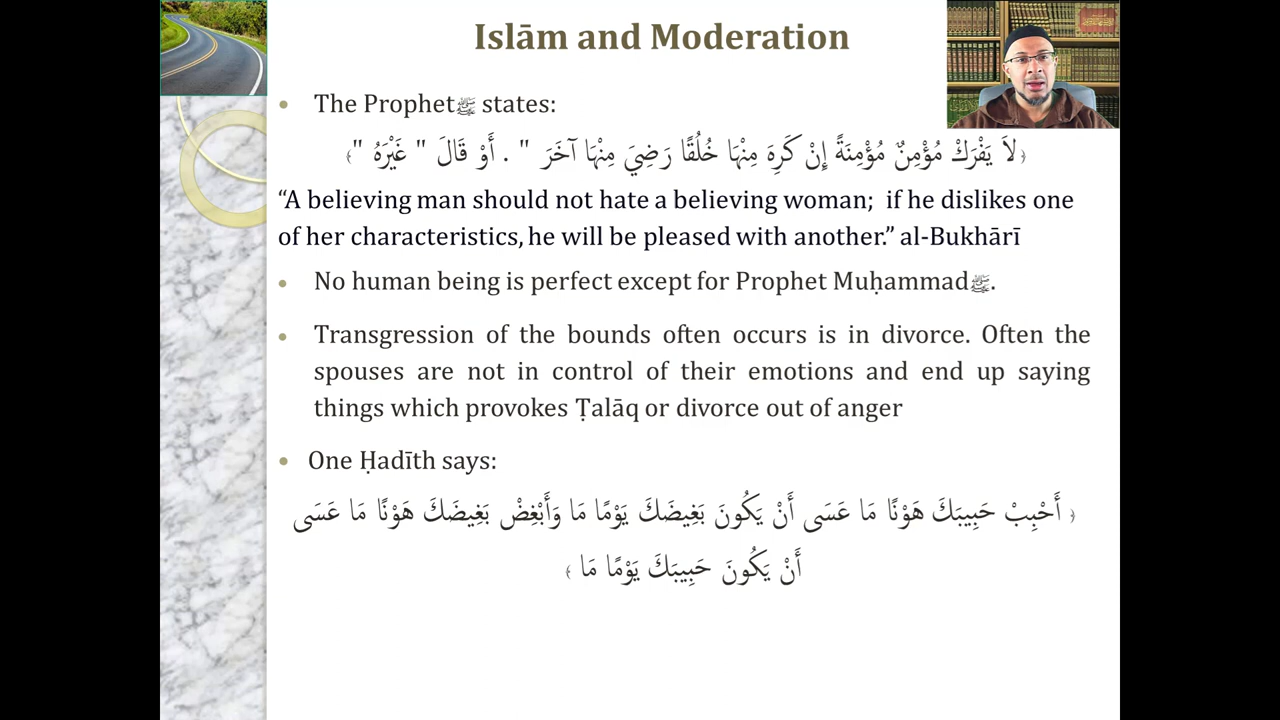 Islām and Moderation
• The Prophetﷺ states:
﴿لاَ يَفْرَكْ مُؤْمِنٌ مُؤْمِنَةً إِنْ كَرِهَ مِنْهَا خُلُقًا رَضِيَ مِنْهَا آخَرَ " . أَوْ قَالَ " غَيْرَهُ "﴾
“A believing man should not hate a believing woman; if he dislikes one
of her characteristics, he will be pleased with another.” al-Bukhārī
• No human being is perfect except for Prophet Muḥammadﷺ.
• Transgression of the bounds often occurs is in divorce. Often the
spouses are not in control of their emotions and end up saying
things which provokes Ṭalāq or divorce out of anger
• One Ḥadīth says:
﴿ أَحْبِبْ حَبِيبَكَ هَوْنًا مَا عَسَى أَنْ يَكُونَ بَغِيضَكَ يَوْمًا مَا وَأَبْغِضْ بَغِيضَكَ هَوْنًا مَا عَسَى
أَنْ يَكُونَ حَبِيبَكَ يَوْمًا مَا ﴾